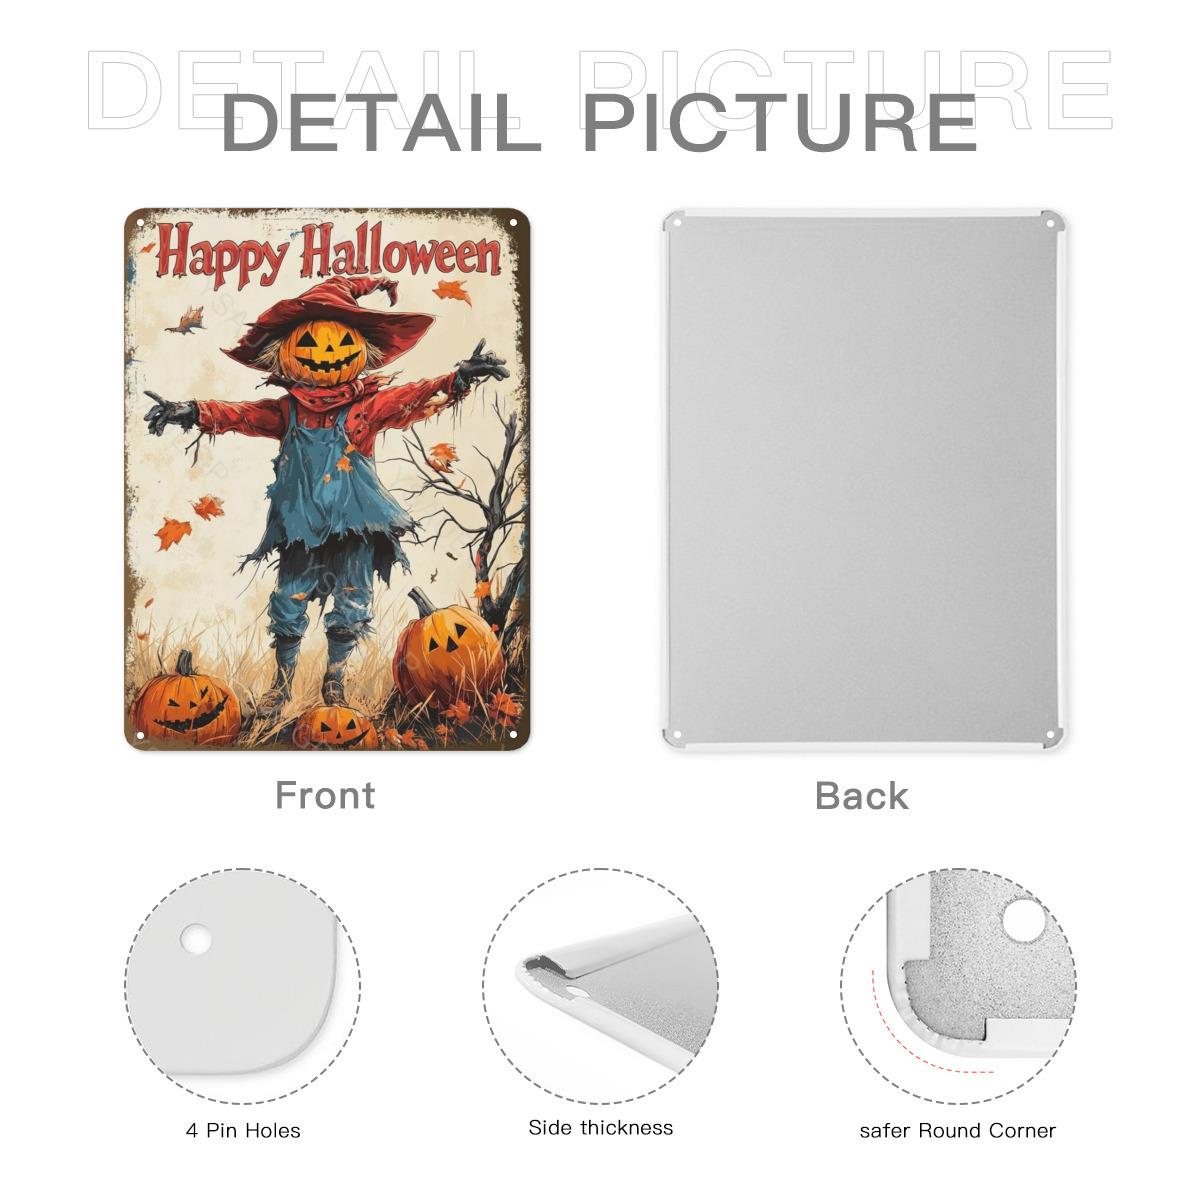 DETAIL PICTURE
DETAIL PICTURE
Happy Halloween
Front
Back
4 Pin Holes
Side thickness
safer Round Corner